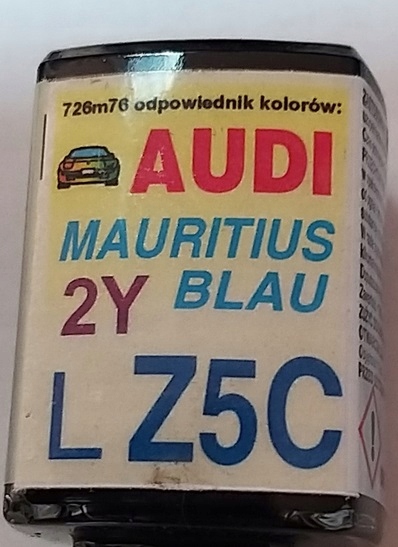 726m76 odpowiednik kolorów:
AUDI
MAURITIUS
2Y BLAU
L Z5C